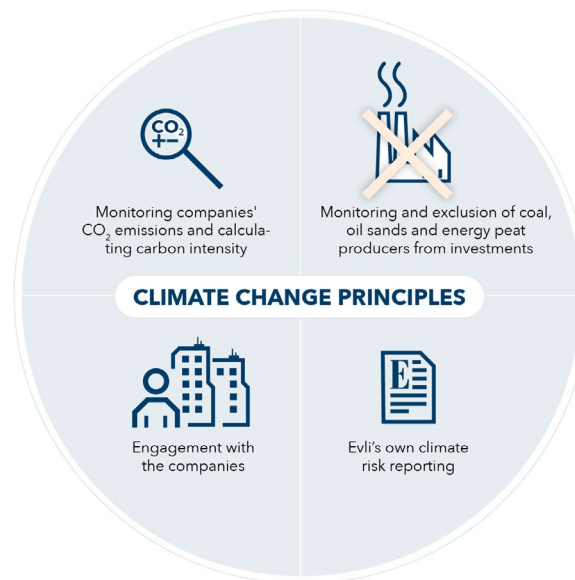 CO₂
+−
Monitoring companies'
CO₂ emissions and calcula-
ting carbon intensity
Monitoring and exclusion of coal,
oil sands and energy peat
producers from investments
CLIMATE CHANGE PRINCIPLES
Engagement with
the companies
E
Evli's own climate
risk reporting